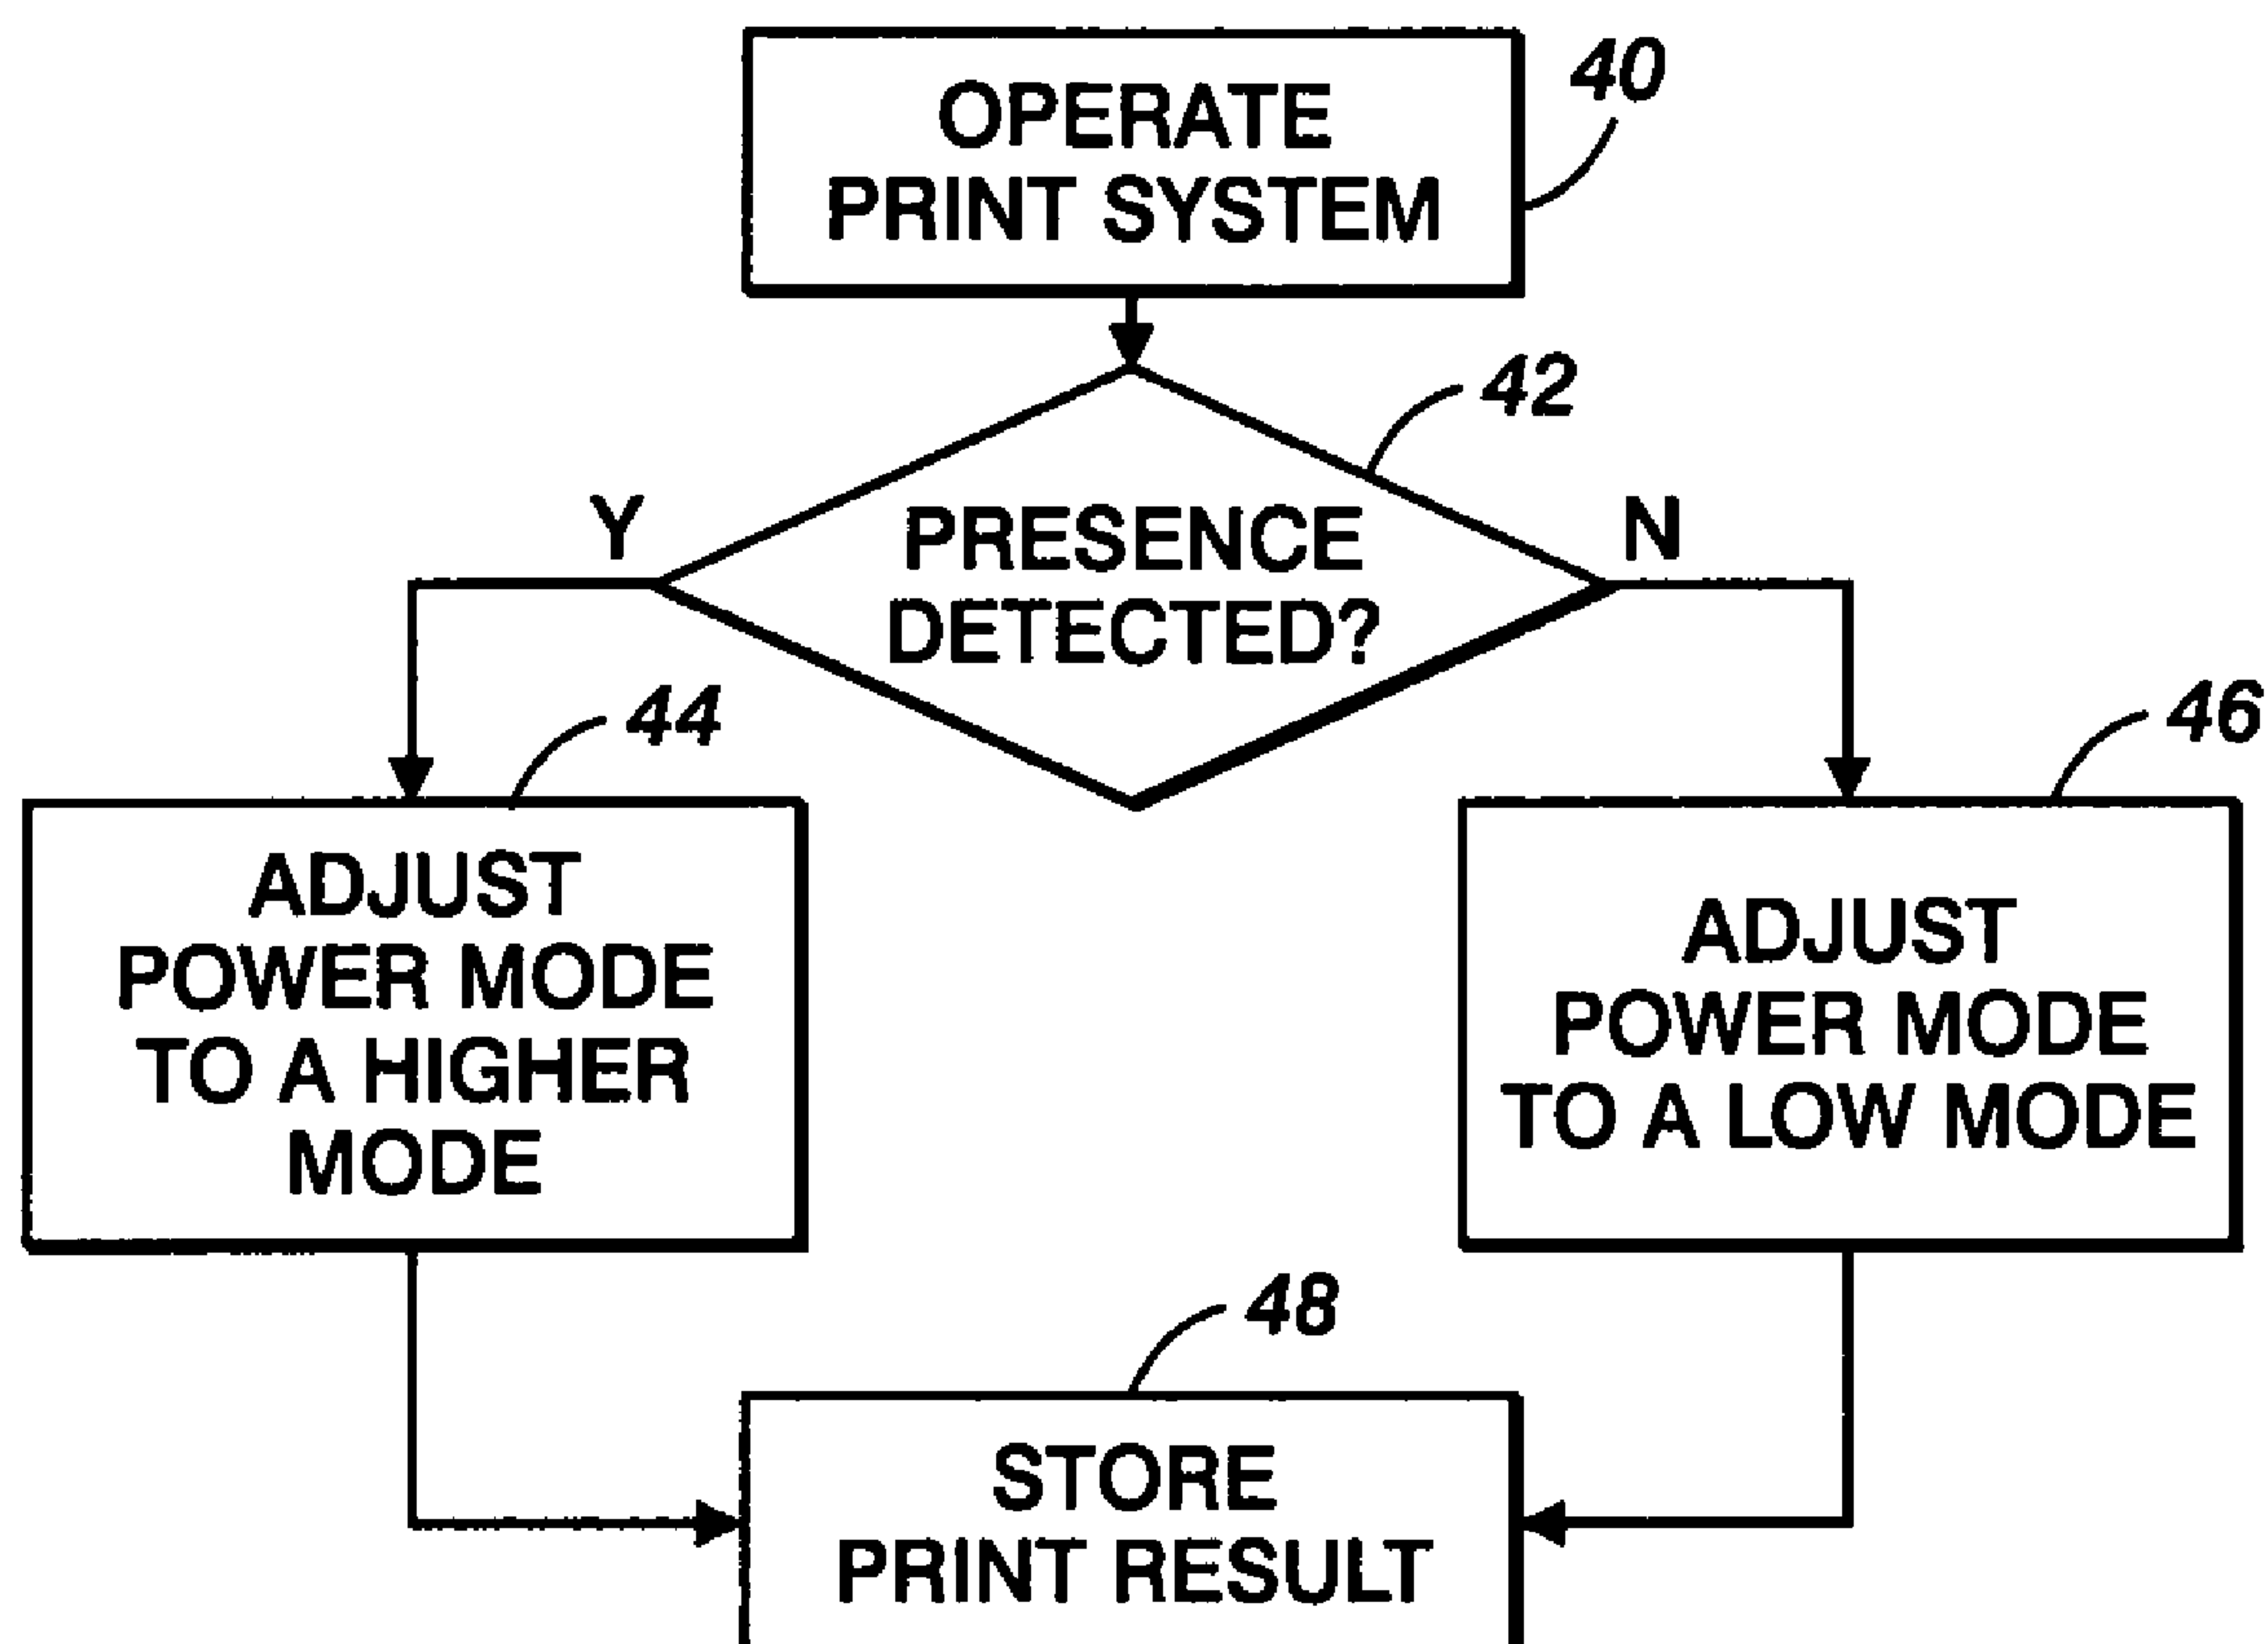 OPERATE
PRINT SYSTEM
40
42
PRESENCE
DETECTED?
Y
N
44
46
ADJUST
POWER MODE
TO A HIGHER
MODE
ADJUST
POWER MODE
TO A LOW MODE
48
STORE
PRINT RESULT